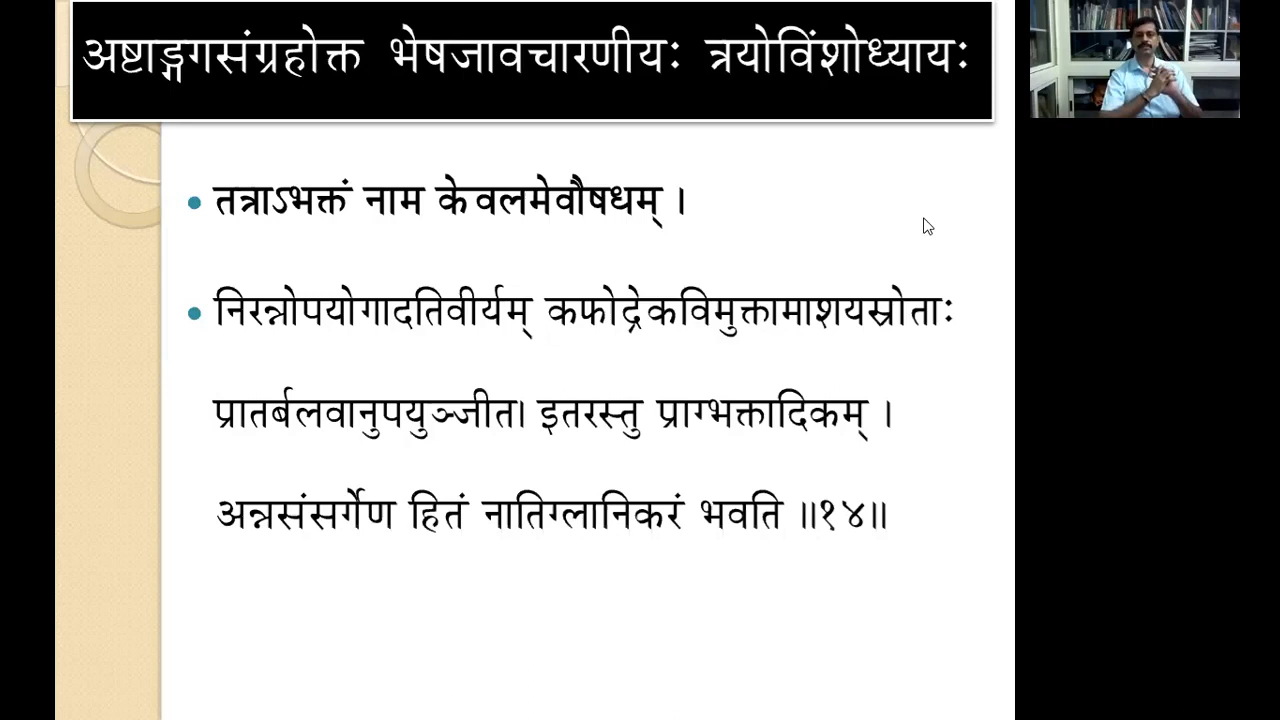 अष्टाङ्गगसंग्रहोक्त भेषजावचारणीयः त्रयोविंशोध्यायः
तत्राऽभक्तं नाम केवलमेवौषधम् ।
निरन्नोपयोगादतिवीर्यम् कफोद्रेकविमुक्तामाशयस्रोताः
प्रातर्बलवानुपयुञ्जीत। इतरस्तु प्राग्भक्तादिकम् ।
अन्नसंसर्गेण हितं नातिग्लानिकरं भवति ॥१४॥